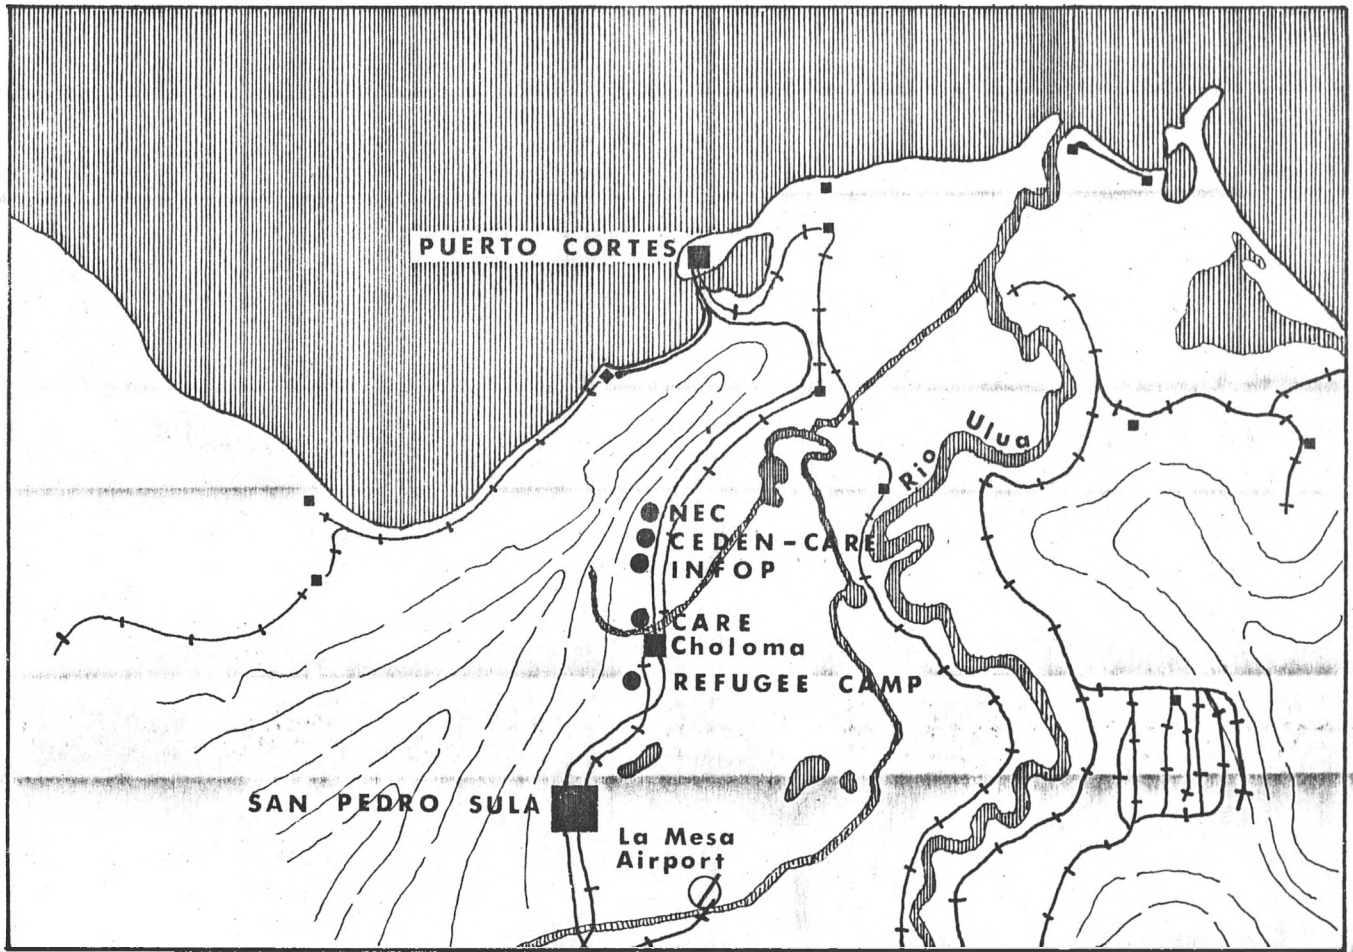 PUERTO CORTES
Rio Ulua
NEC
CEDEN-CARE
INFOP
CARE
Choloma
REFUGEE CAMP
SAN PEDRO SULA
La Mesa
Airport